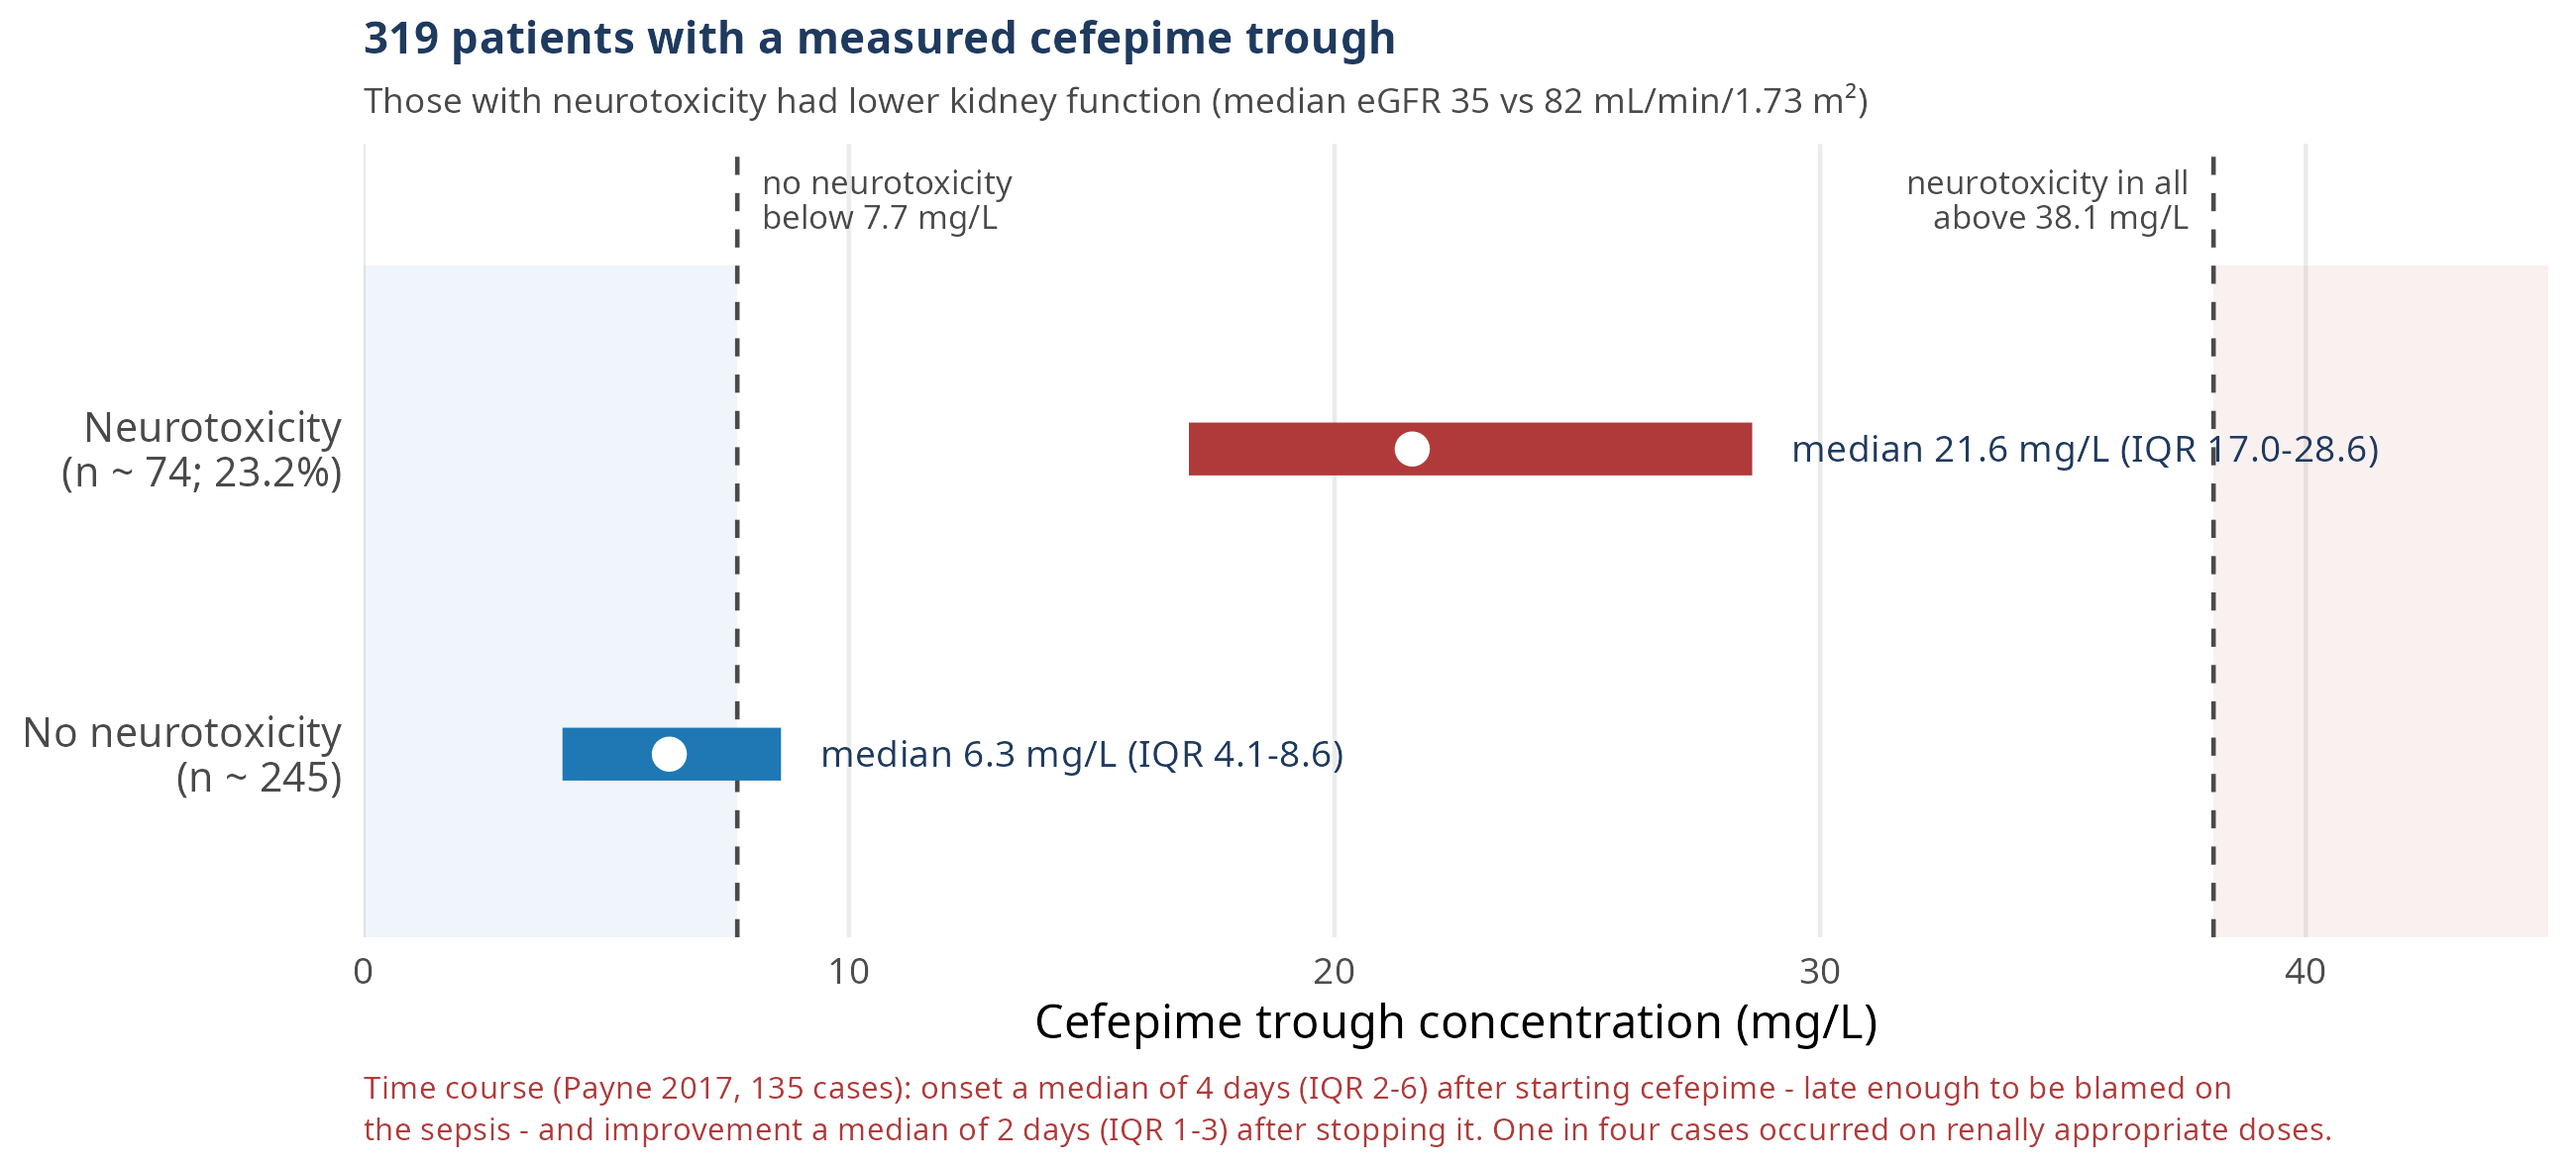 319 patients with a measured cefepime trough
Those with neurotoxicity had lower kidney function (median eGFR 35 vs 82 mL/min/1.73 m²)
no neurotoxicity
below 7.7 mg/L
neurotoxicity in all
above 38.1 mg/L
Neurotoxicity
(n ~ 74; 23.2%)
median 21.6 mg/L (IQR 17.0-28.6)
No neurotoxicity
(n ~ 245)
median 6.3 mg/L (IQR 4.1-8.6)
0 10 20 30 40
Cefepime trough concentration (mg/L)
Time course (Payne 2017, 135 cases): onset a median of 4 days (IQR 2-6) after starting cefepime - late enough to be blamed on
the sepsis - and improvement a median of 2 days (IQR 1-3) after stopping it. One in four cases occurred on renally appropriate doses.